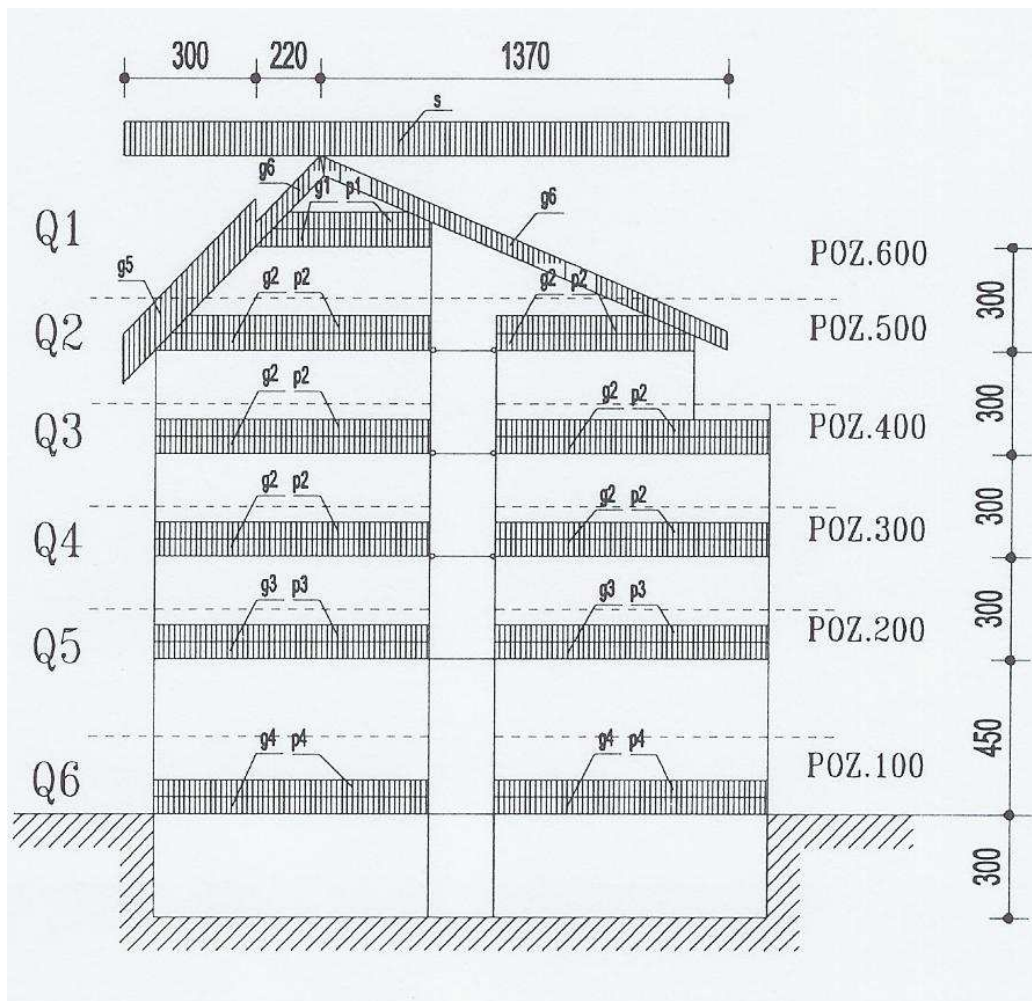 300 220 1370
s
g6
g1 p1
g6
Q1
POZ.600
g5
g2 p2 g2 p2
300
Q2
POZ.500
g2 p2 g2 p2
300
Q3
POZ.400
g2 p2 g2 p2
300
Q4
POZ.300
g3 p3 g3 p3
300
Q5
POZ.200
g4 p4 g4 p4
450
Q6
POZ.100
300